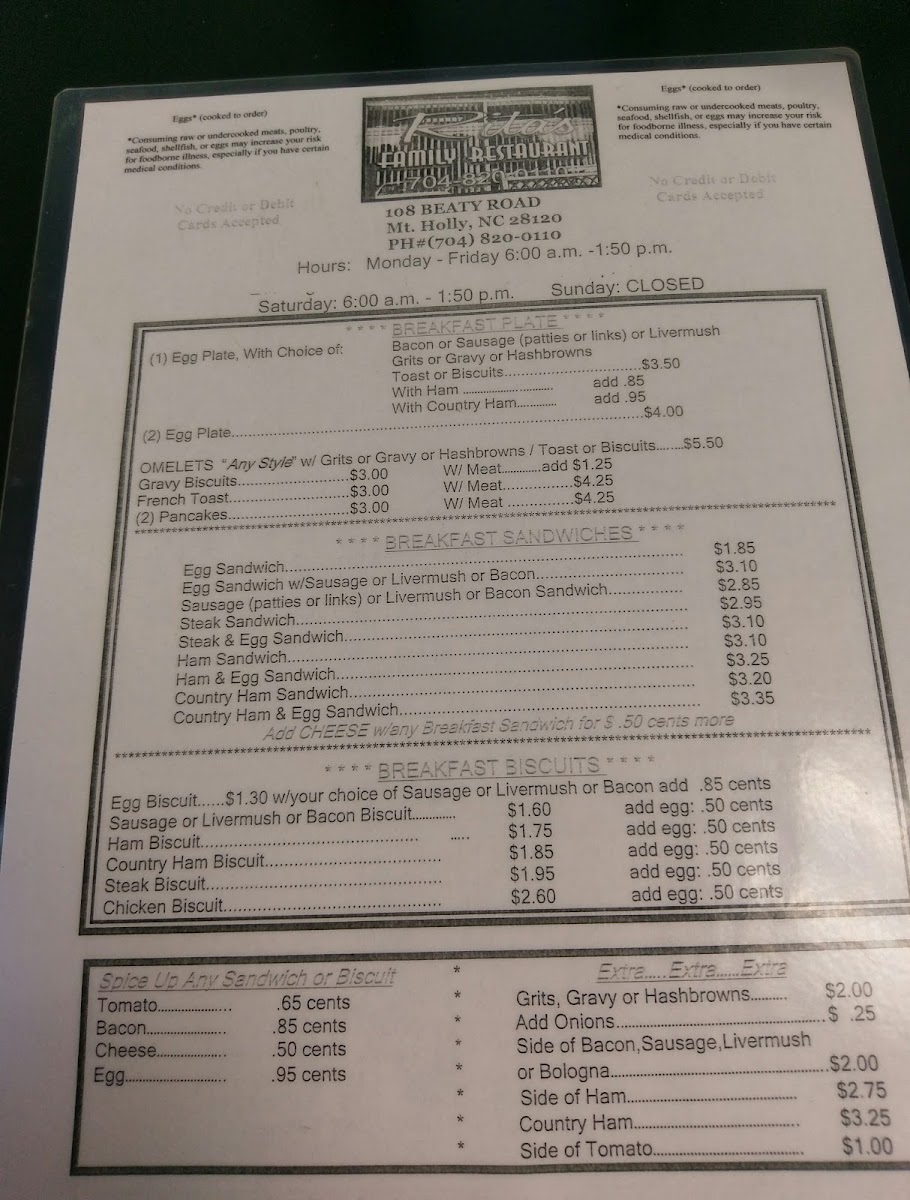 Eggs* (cooked to order)
*Consuming raw or undercooked meats, poultry,
seafood, shellfish, or eggs may increase your risk
for foodborne illness, especially if you have certain
medical conditions.
No Credit or Debit
Cards Accepted
Rita's
FAMILY RESTAURANT
704-820-0110
Eggs* (cooked to order)
*Consuming raw or undercooked meats, poultry,
seafood, shellfish, or eggs may increase your risk
for foodborne illness, especially if you have certain
medical conditions.
No Credit or Debit
Cards Accepted
108 BEATY ROAD
Mt. Holly, NC 28120
PH#(704) 820-0110
Hours: Monday - Friday 6:00 a.m. -1:50 p.m.
Saturday: 6:00 a.m. - 1:50 p.m. Sunday: CLOSED
**** BREAKFAST PLATE ****
(1) Egg Plate, With Choice of: Bacon or Sausage (patties or links) or Livermush
Grits or Gravy or Hashbrowns
Toast or Biscuits..............................$3.50
With Ham ...................... add .85
With Country Ham............ add .95
(2) Egg Plate.....................................................................................$4.00
OMELETS "Any Style" w/ Grits or Gravy or Hashbrowns / Toast or Biscuits.......$5.50
Gravy Biscuits.......................$3.00 W/ Meat..........add $1.25
French Toast.........................$3.00 W/ Meat................$4.25
(2) Pancakes.........................$3.00 W/ Meat ...............$4.25
**** BREAKFAST SANDWICHES ****
Egg Sandwich.................................................................... $1.85
Egg Sandwich w/Sausage or Livermush or Bacon......................... $3.10
Sausage (patties or links) or Livermush or Bacon Sandwich............... $2.85
Steak Sandwich.................................................................. $2.95
Steak & Egg Sandwich........................................................... $3.10
Ham Sandwich.................................................................... $3.10
Ham & Egg Sandwich............................................................. $3.25
Country Ham Sandwich........................................................... $3.20
Country Ham & Egg Sandwich..................................................... $3.35
Add CHEESE w/any Breakfast Sandwich for $ .50 cents more
**** BREAKFAST BISCUITS ****
Egg Biscuit......$1.30 w/your choice of Sausage or Livermush or Bacon add .85 cents
Sausage or Livermush or Bacon Biscuit........... $1.60 add egg: .50 cents
Ham Biscuit............................................. ..... $1.75 add egg: .50 cents
Country Ham Biscuit.................................... $1.85 add egg: .50 cents
Steak Biscuit................................................ $1.95 add egg: .50 cents
Chicken Biscuit............................................. $2.60 add egg: .50 cents
Spice Up Any Sandwich or Biscuit
Tomato.................. .65 cents
Bacon.................... .85 cents
Cheese.................. .50 cents
Egg......................... .95 cents
*
*
*
*
*
*
*
*
Extra.....Extra......Extra
Grits, Gravy or Hashbrowns.......... $2.00
Add Onions.............................................$ .25
Side of Bacon,Sausage,Livermush
or Bologna..............................................$2.00
Side of Ham....................................... $2.75
Country Ham...................................... $3.25
Side of Tomato................................... $1.00